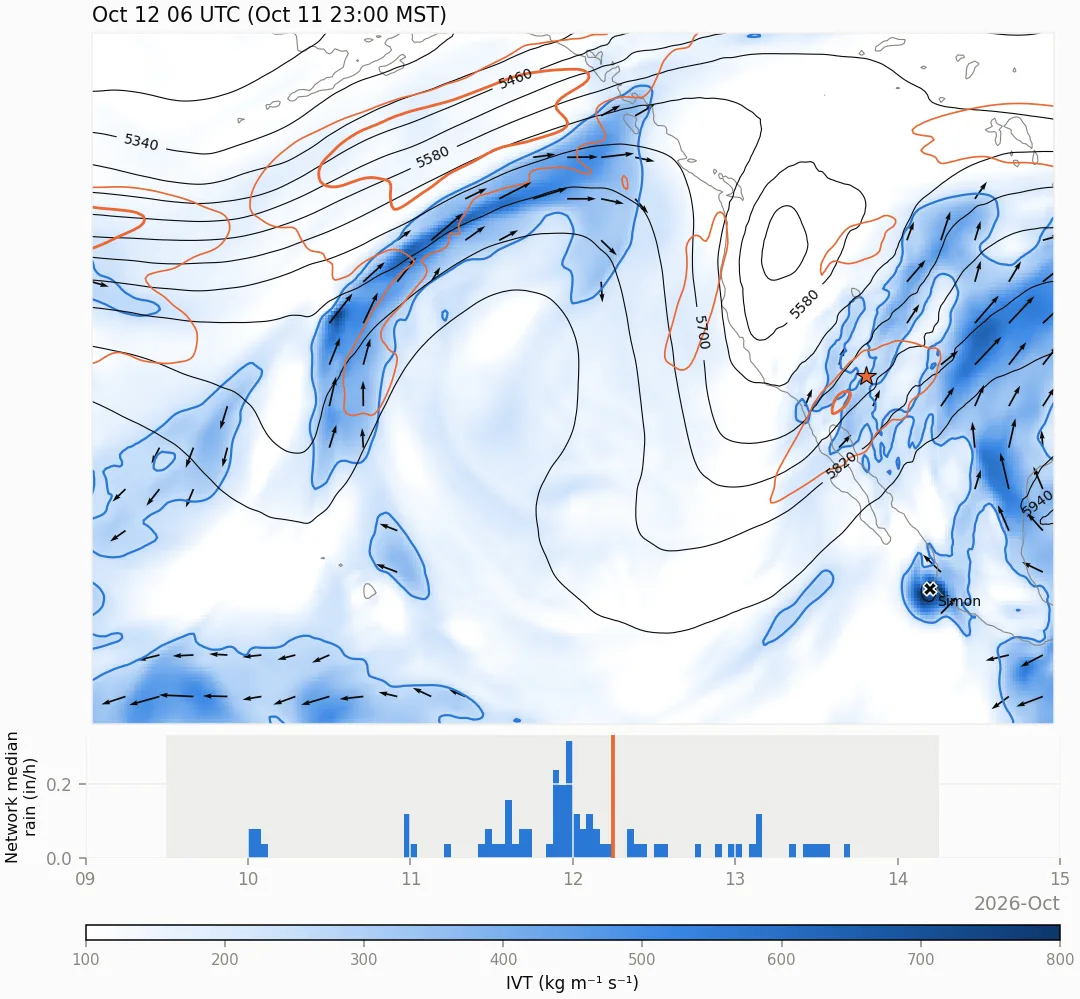 Oct 12 06 UTC (Oct 11 23:00 MST)
5460
5340
5580
5580
5700
5820
5940
Simon
Network median
rain (in/h)
0.2
0.0
09 10 11 12 13 14 15
2026-Oct
100 200 300 400 500 600 700 800
IVT (kg m⁻¹ s⁻¹)